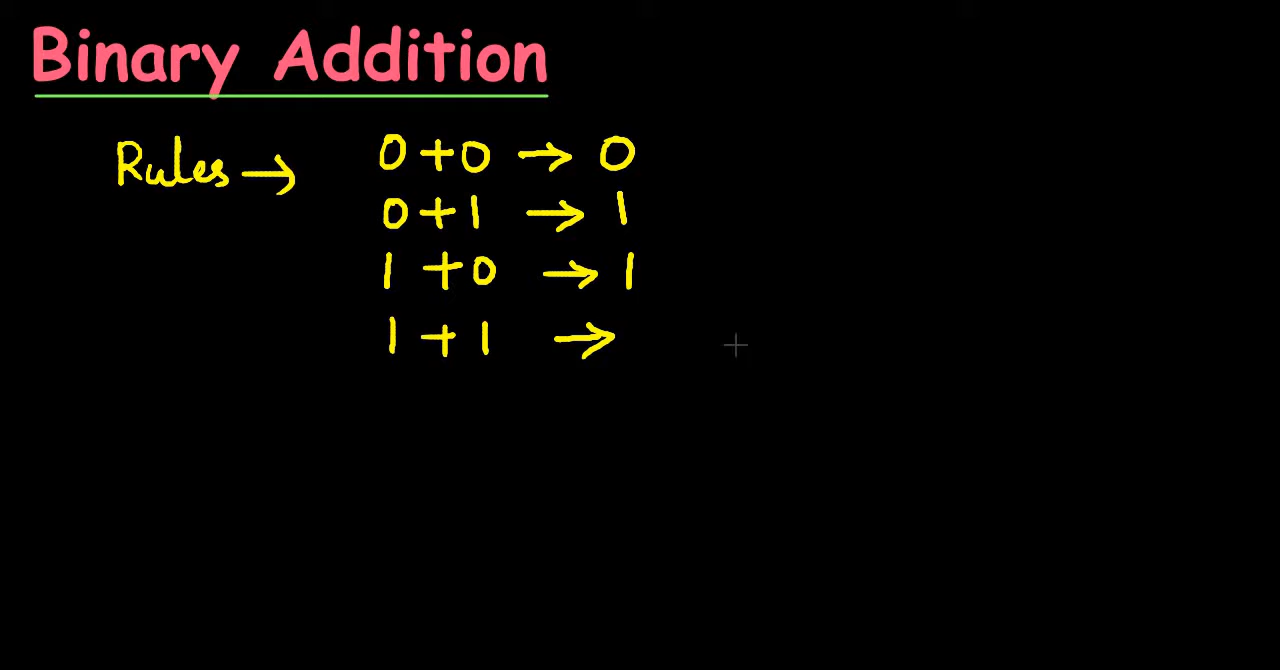 Binary Addition
Rules → 0 + 0 → 0
0 + 1 → 1
1 + 0 → 1
1 + 1 →